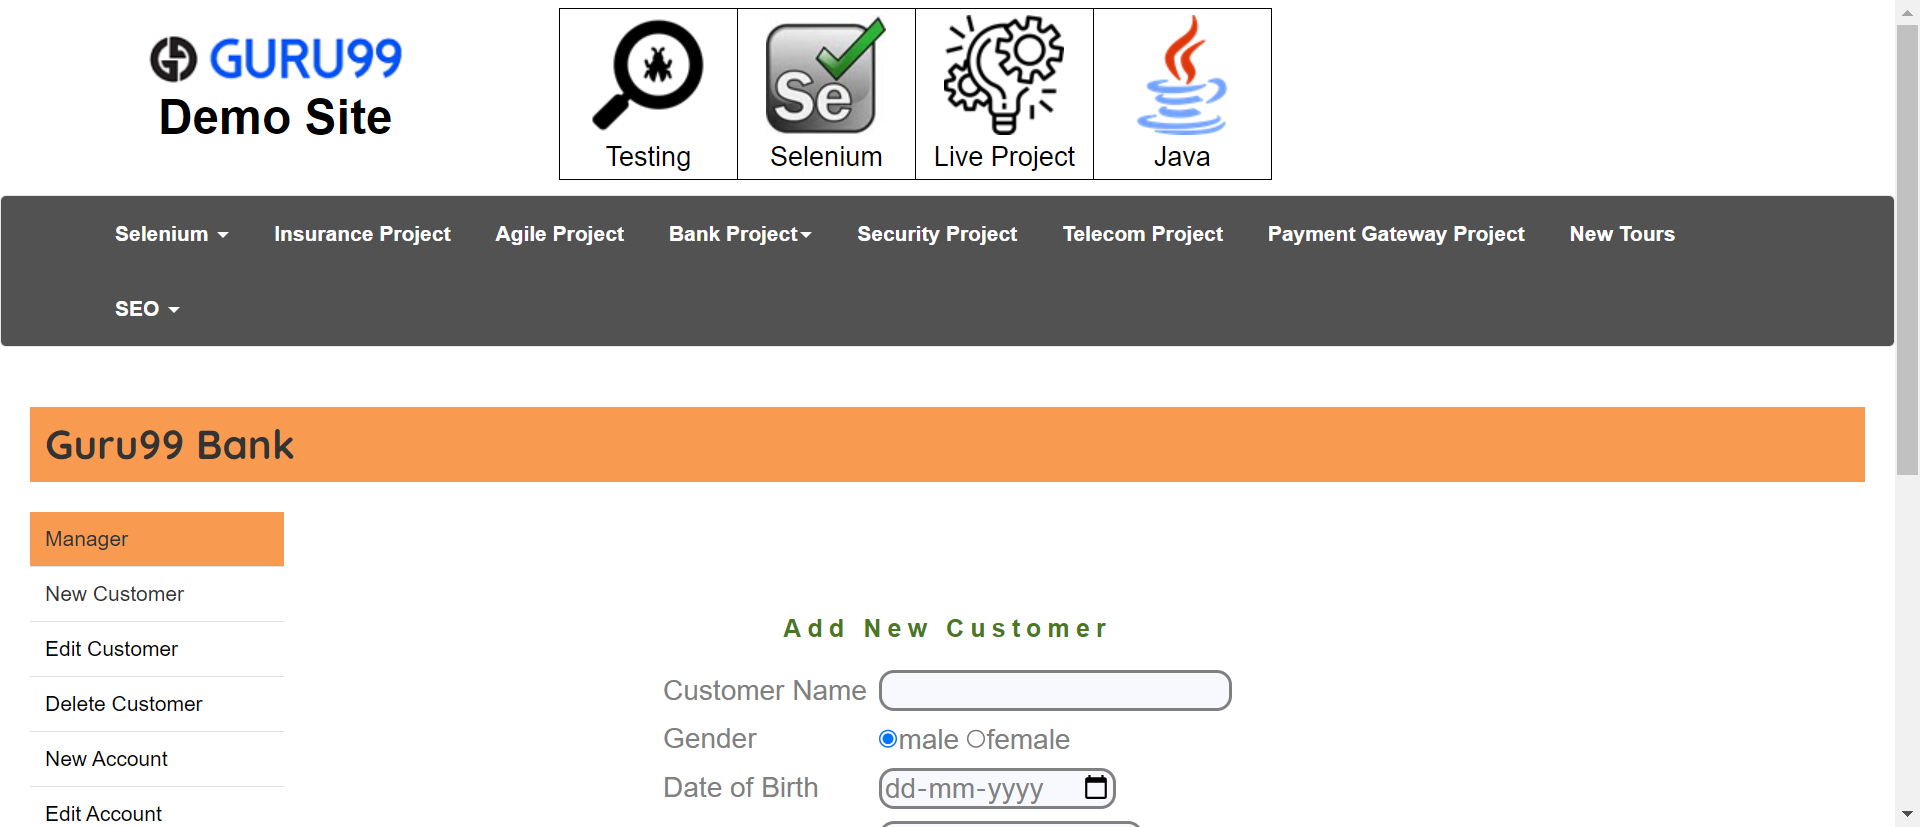 GURU99
Demo Site
Testing
Se
Selenium
Live Project
Java
Selenium
Insurance Project
Agile Project
Bank Project
Security Project
Telecom Project
Payment Gateway Project
New Tours
SEO
Guru99 Bank
Manager
New Customer
Edit Customer
Delete Customer
New Account
Edit Account
Add New Customer
Customer Name
Gender
male
female
Date of Birth
dd-mm-yyyy